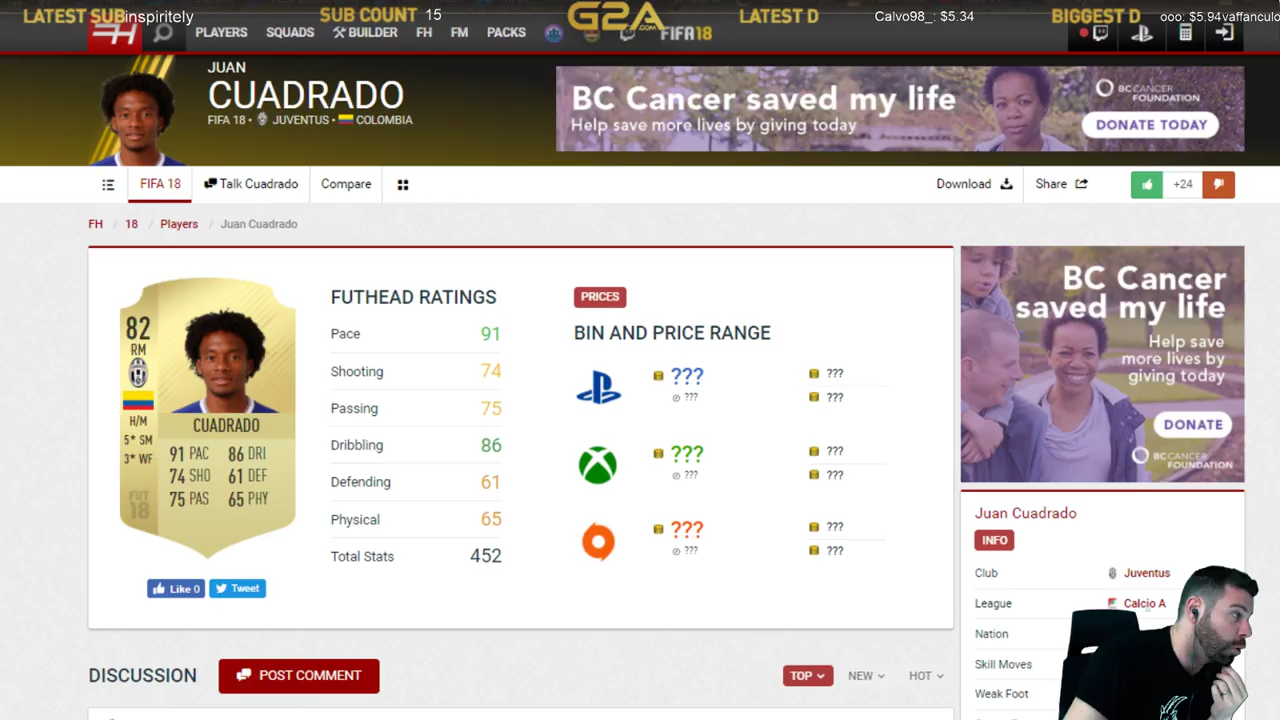 LATEST SUB inspiritely
SUB COUNT 15
G2A.COM
LATEST D Calvo98_: $5.34
BIGGEST D ooo: $5.94vaffanculo
FH PLAYERS SQUADS BUILDER FH FM PACKS FIFA18
JUAN
CUADRADO
FIFA 18 • JUVENTUS • COLOMBIA
BC Cancer saved my life
Help save more lives by giving today
BC CANCER
FOUNDATION
DONATE TODAY
FIFA 18
Talk Cuadrado
Compare
Download
Share
+24
FH / 18 / Players / Juan Cuadrado
82
RM
H/M
5* SM
3* WF
FUT
18
CUADRADO
91 PAC 86 DRI
74 SHO 61 DEF
75 PAS 65 PHY
Like 0
Tweet
FUTHEAD RATINGS
Pace 91
Shooting 74
Passing 75
Dribbling 86
Defending 61
Physical 65
Total Stats 452
PRICES
BIN AND PRICE RANGE
??? ???
??? ???
??? ???
??? ???
??? ???
??? ???
BC Cancer
saved my life
Help save
more lives by
giving today
DONATE
BC CANCER
FOUNDATION
Juan Cuadrado
INFO
Club Juventus
League Calcio A
Nation
Skill Moves
Weak Foot
DISCUSSION
POST COMMENT
TOP
NEW
HOT